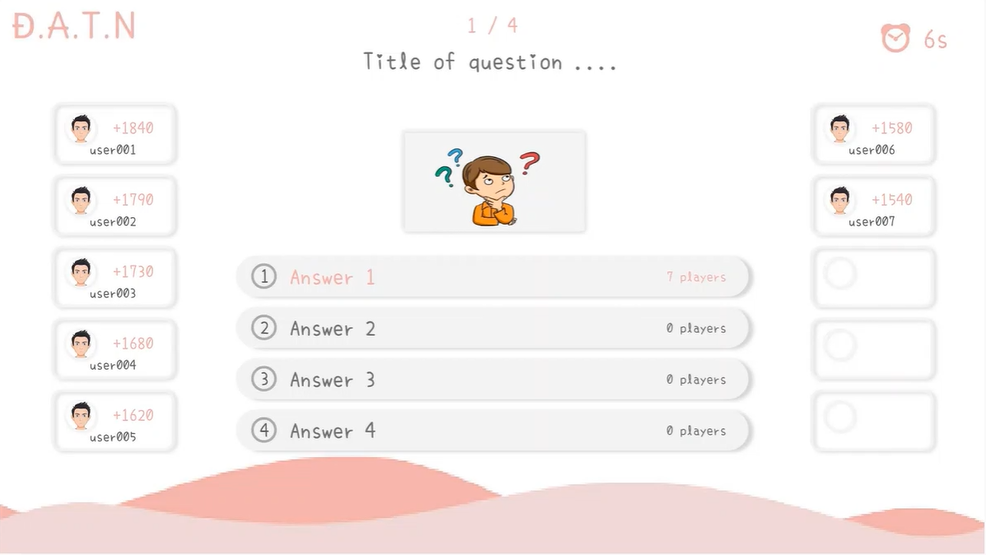 Đ.A.T.N
1 / 4
6s
Title of question ....
+1840
user001
+1790
user002
+1730
user003
+1680
user004
+1620
user005
? ? ?
1 Answer 1 7 players
2 Answer 2 0 players
3 Answer 3 0 players
4 Answer 4 0 players
+1580
user006
+1540
user007